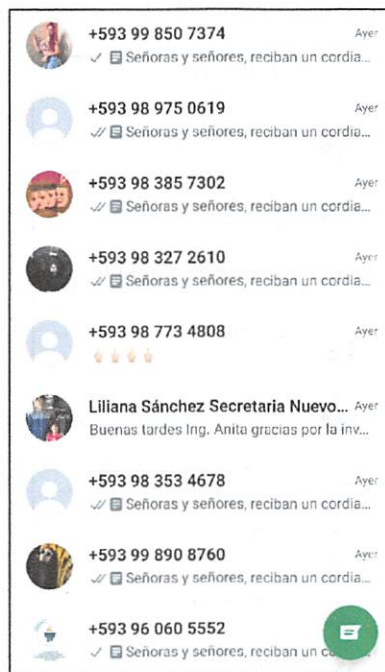 +593 99 850 7374 Ayer
Señoras y señores, reciban un cordia...
+593 98 975 0619 Ayer
Señoras y señores, reciban un cordia...
+593 98 385 7302 Ayer
Señoras y señores, reciban un cordia...
+593 98 327 2610 Ayer
Señoras y señores, reciban un cordia...
+593 98 773 4808 Ayer
Liliana Sánchez Secretaria Nuevo... Ayer
Buenas tardes Ing. Anita gracias por la inv...
+593 98 353 4678 Ayer
Señoras y señores, reciban un cordia...
+593 99 890 8760 Ayer
Señoras y señores, reciban un cordia...
+593 96 060 5552
Señoras y señores, reciban un